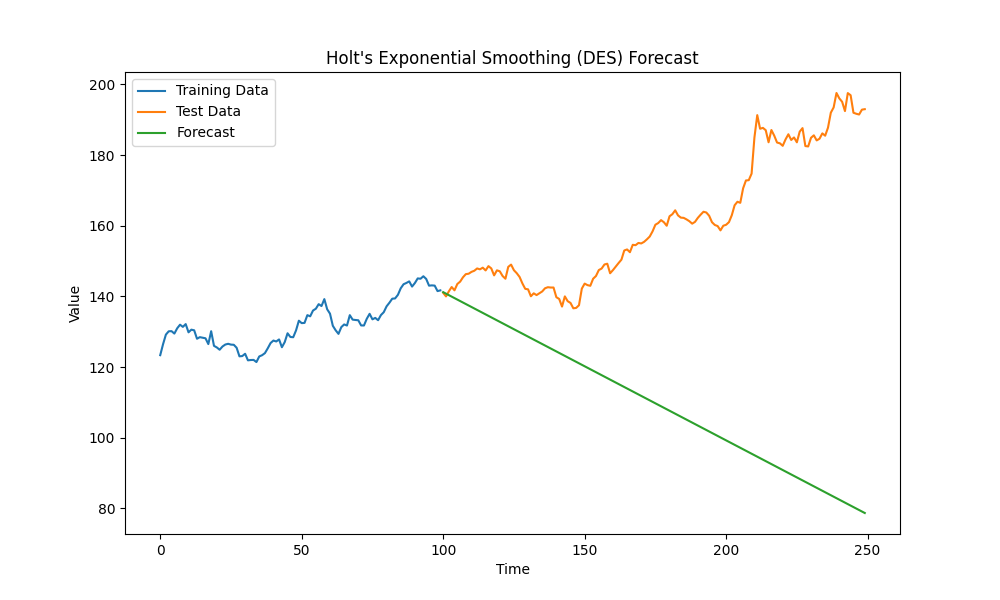 Holt's Exponential Smoothing (DES) Forecast
Training Data
Test Data
Forecast
Value
200
180
160
140
120
100
80
0
50
100
150
200
250
Time